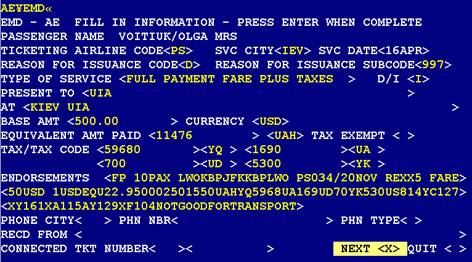 AE¥EMD«
EMD - AE FILL IN INFORMATION - PRESS ENTER WHEN COMPLETE
PASSENGER NAME VOITIUK/OLGA MRS
TICKETING AIRLINE CODE<PS> SVC CITY<IEV> SVC DATE<16APR>
REASON FOR ISSUANCE CODE<D> REASON FOR ISSUANCE SUBCODE<997>
TYPE OF SERVICE <FULL PAYMENT FARE PLUS TAXES > D/I <I>
PRESENT TO <UIA >
AT <KIEV UIA >
BASE AMT <500.00 > CURRENCY <USD>
EQUIVALENT AMT PAID <11476 > <UAH> TAX EXEMPT < >
TAX/TAX CODE <59680 ><YQ > <1690 ><UA >
<700 ><UD > <5300 ><YK >
ENDORSEMENTS <FP 10PAX LWOKBPJFKKBPLWO PS034/20NOV REXX5 FARE>
<50USD 1USDEQU22.950002501550UAHYQ5968UA169UD70YK530US814YC127>
<XY161XA115AY129XF104NOTGOODFORTRANSPORT>
PHONE CITY< > PHN NBR< > PHN TYPE< >
RECD FROM < >
CONNECTED TKT NUMBER< >< > NEXT <X> QUIT < >